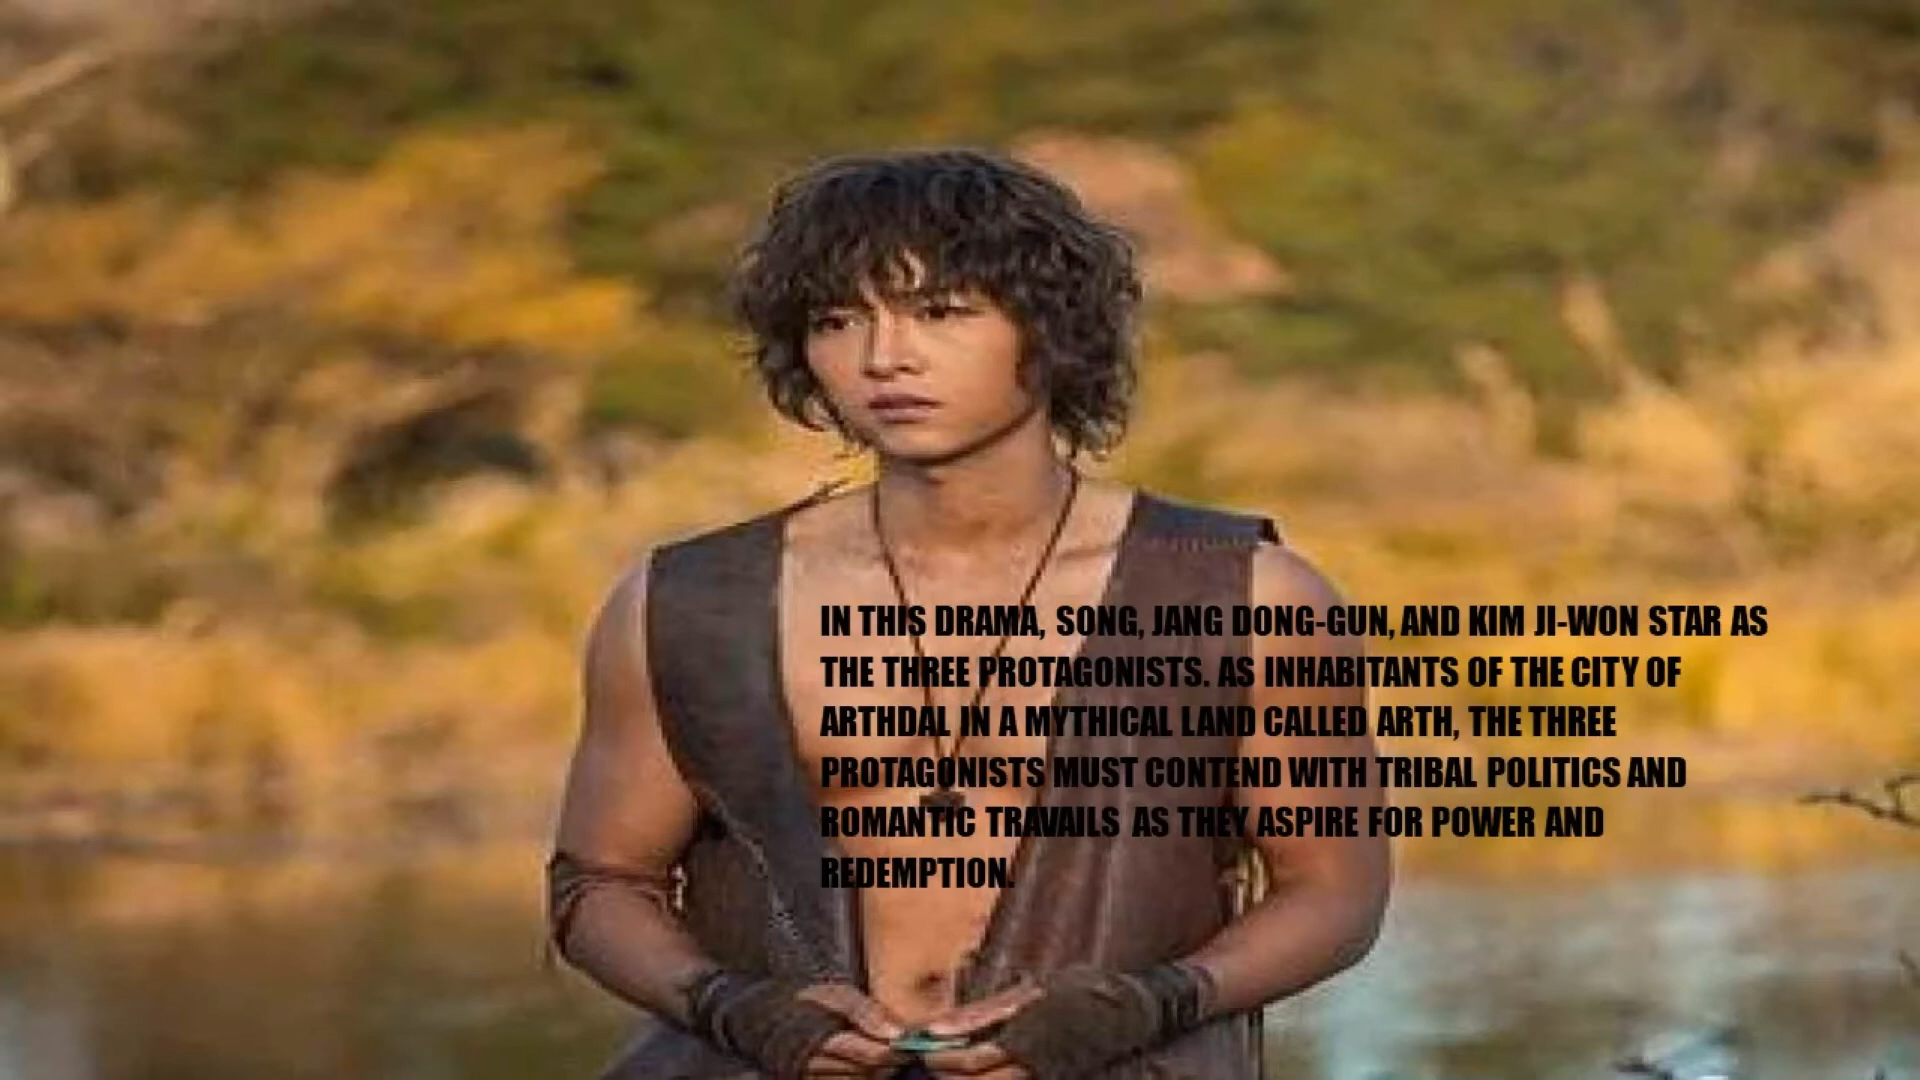 IN THIS DRAMA, SONG, JANG DONG-GUN, AND KIM JI-WON STAR AS
THE THREE PROTAGONISTS. AS INHABITANTS OF THE CITY OF
ARTHDAL IN A MYTHICAL LAND CALLED ARTH, THE THREE
PROTAGONISTS MUST CONTEND WITH TRIBAL POLITICS AND
ROMANTIC TRAVAILS AS THEY ASPIRE FOR POWER AND
REDEMPTION.